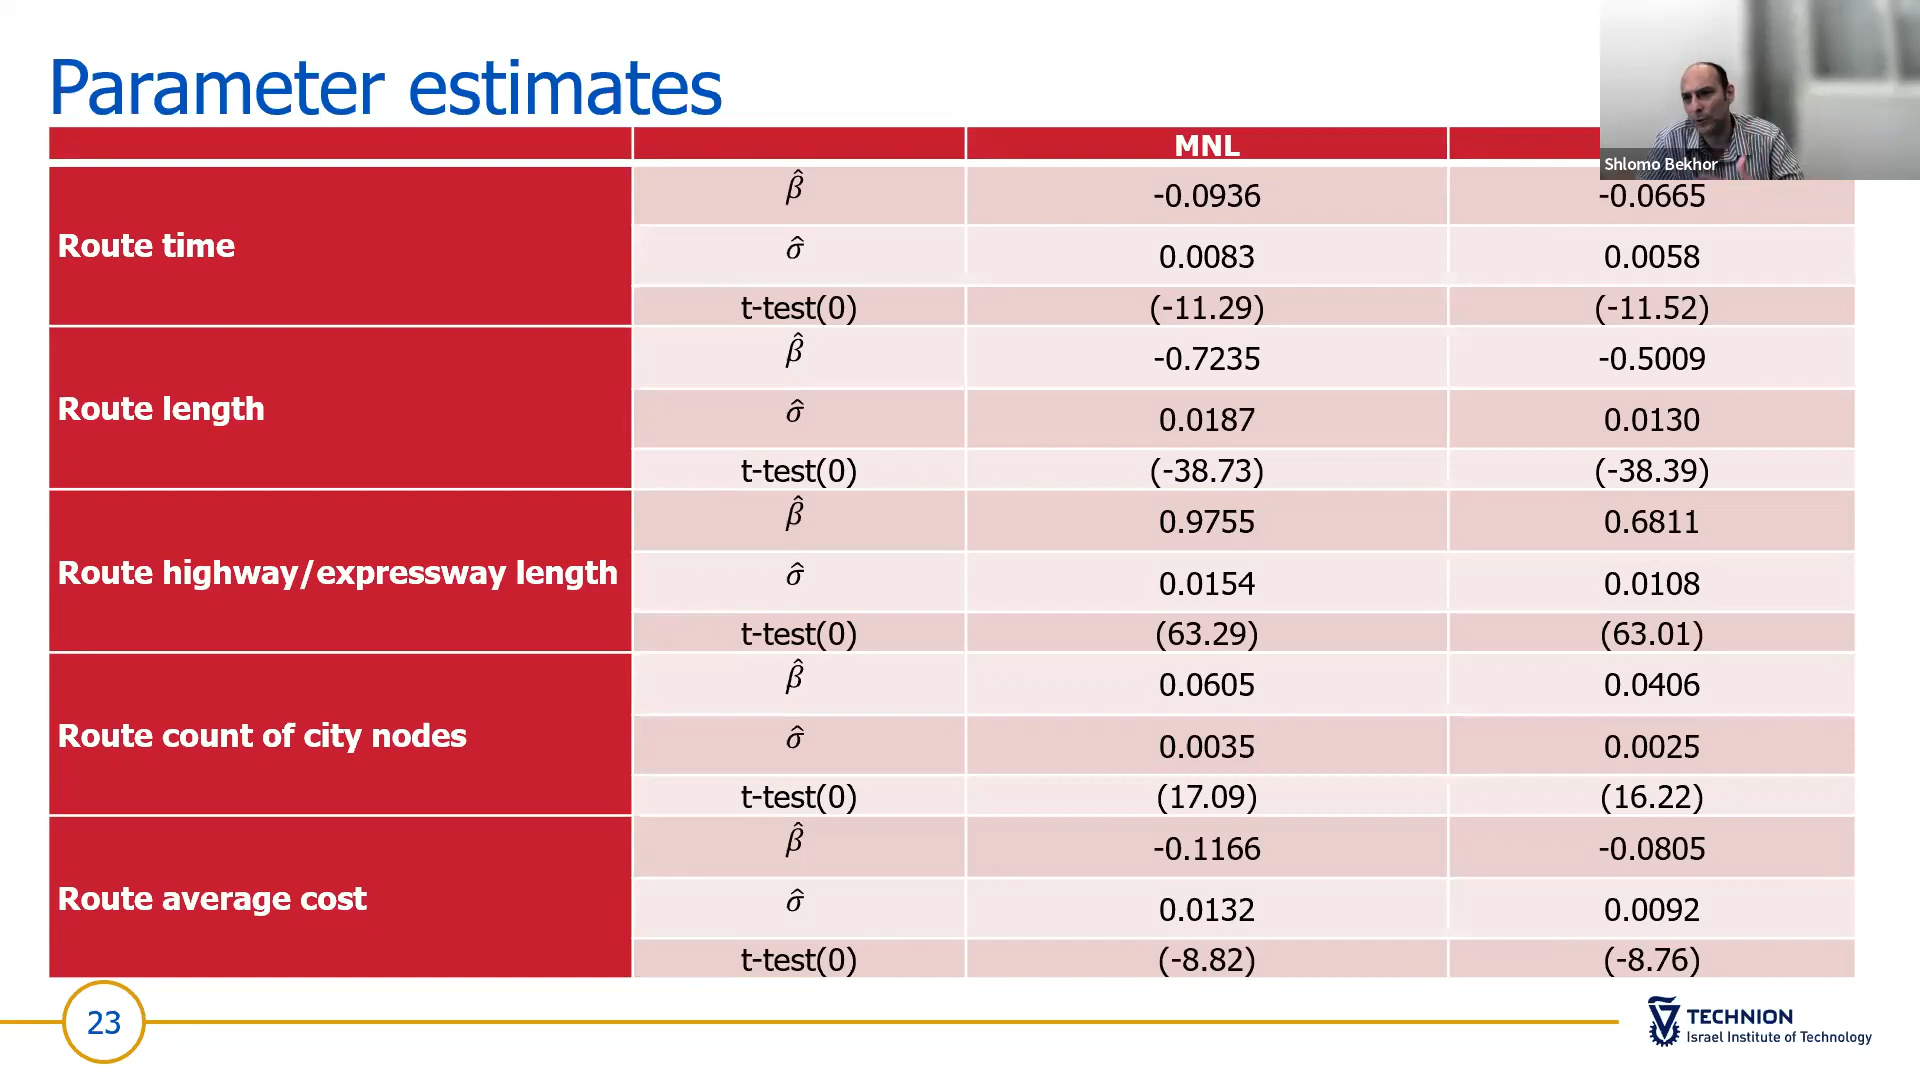 Parameter estimates
MNL
Shlomo Bekhor
Route time
β̂ -0.0936 -0.0665
σ̂ 0.0083 0.0058
t-test(0) (-11.29) (-11.52)
Route length
β̂ -0.7235 -0.5009
σ̂ 0.0187 0.0130
t-test(0) (-38.73) (-38.39)
Route highway/expressway length
β̂ 0.9755 0.6811
σ̂ 0.0154 0.0108
t-test(0) (63.29) (63.01)
Route count of city nodes
β̂ 0.0605 0.0406
σ̂ 0.0035 0.0025
t-test(0) (17.09) (16.22)
Route average cost
β̂ -0.1166 -0.0805
σ̂ 0.0132 0.0092
t-test(0) (-8.82) (-8.76)
23
TECHNION
Israel Institute of Technology